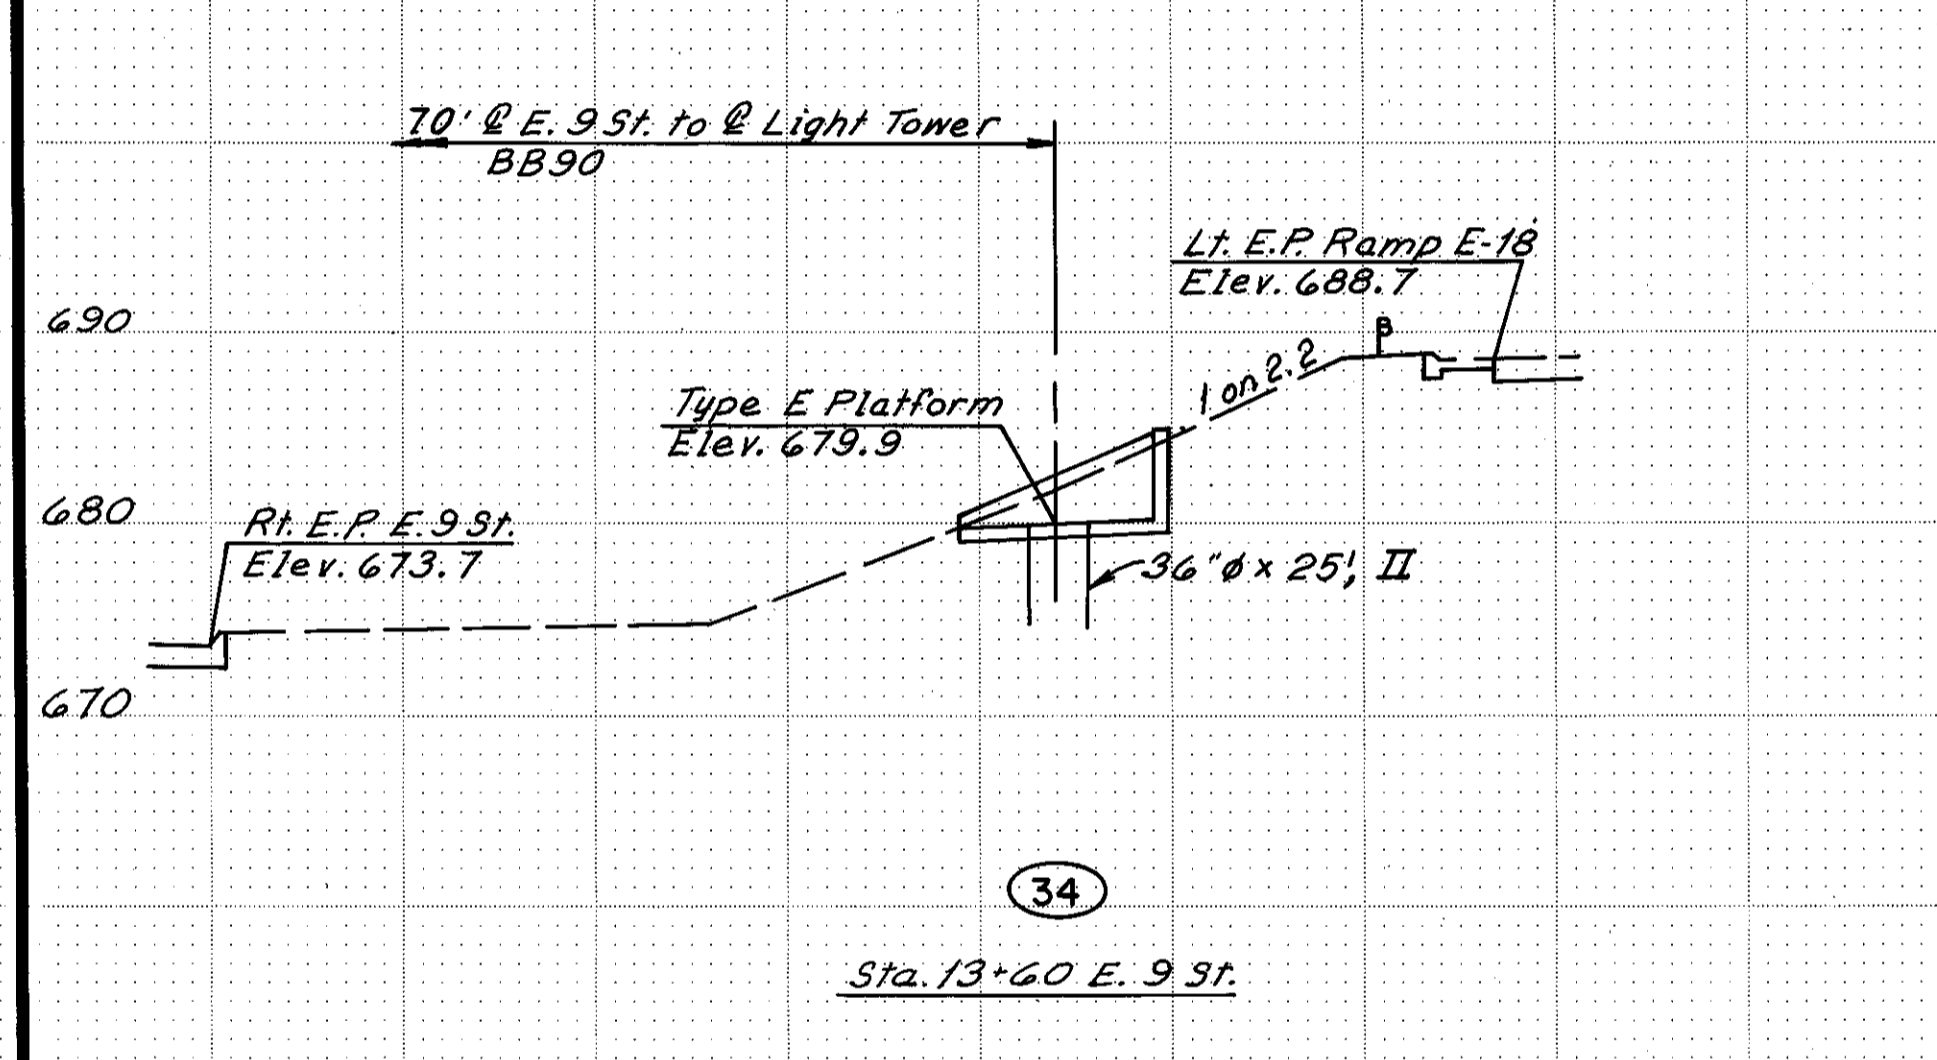 70' ℄ E. 9 St. to ℄ Light Tower
BB90
Lt. E.P. Ramp E-18
Elev. 688.7
690
B
1 on 2.2
Type E Platform
Elev. 679.9
680
Rt. E.P. E. 9 St.
Elev. 673.7
36"ø x 25', II
670
34
Sta. 13+60 E. 9 St.